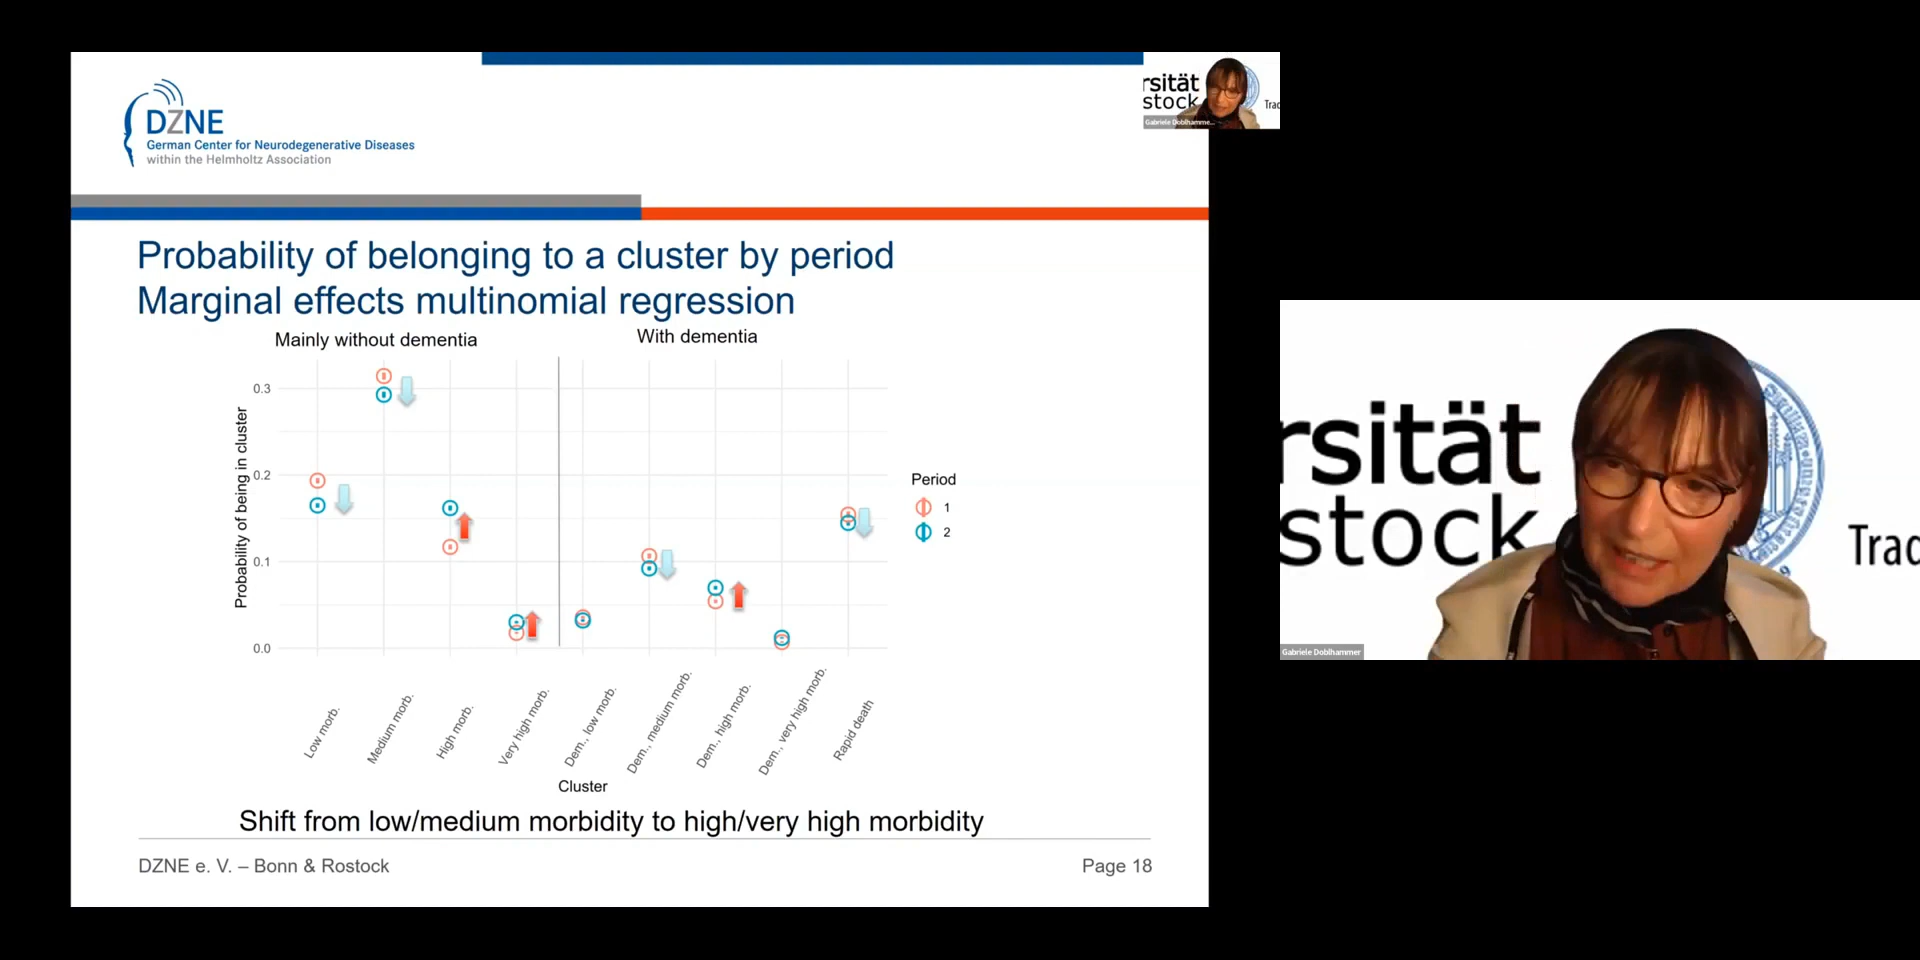 DZNE
German Center for Neurodegenerative Diseases
within the Helmholtz Association
rsität
stock
Trac
Gabriele Doblhamme...
Probability of belonging to a cluster by period
Marginal effects multinomial regression
Mainly without dementia
With dementia
Probability of being in cluster
0.3
0.2
0.1
0.0
Low morb.
Medium morb.
High morb.
Very high morb.
Dem., low morb.
Dem., medium morb.
Dem., high morb.
Dem., very high morb.
Rapid death
Cluster
Period
1
2
Shift from low/medium morbidity to high/very high morbidity
DZNE e. V. – Bonn & Rostock
Page 18
rsität
stock
Trac
Gabriele Doblhammer